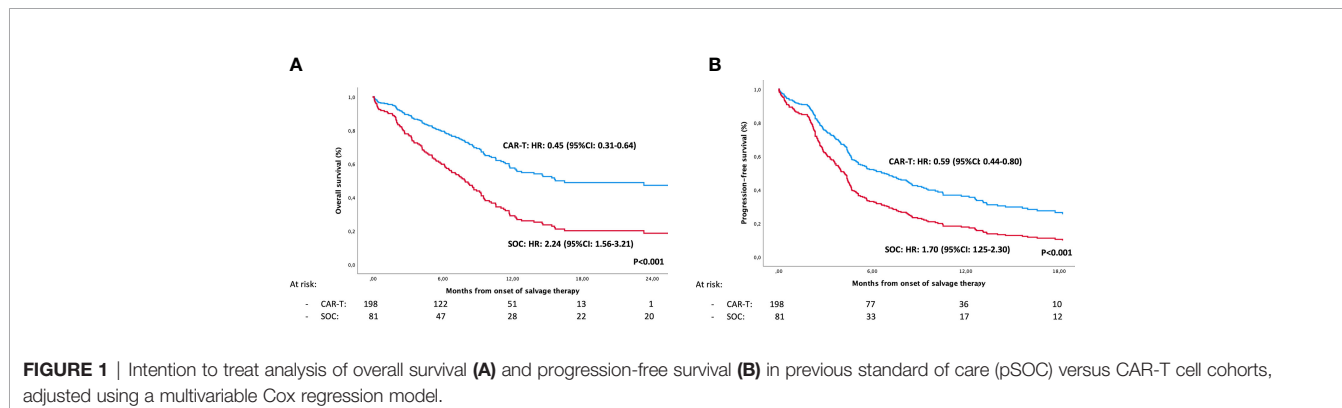 A
B
1,0
0,8
0,6
0,4
0,2
0,0
Overall survival (%)
CAR-T: HR: 0.45 (95%CI: 0.31-0.64)
SOC: HR: 2.24 (95%CI: 1.56-3.21)
P<0.001
,00 6,00 12,00 18,00 24,00
Months from onset of salvage therapy
At risk:
- CAR-T: 198 122 51 13 1
- SOC: 81 47 28 22 20
1,0
0,8
0,6
0,4
0,2
0,0
Progression-free survival (%)
CAR-T: HR: 0.59 (95%CI: 0.44-0.80)
SOC: HR: 1.70 (95%CI: 1.25-2.30)
P<0.001
,00 6,00 12,00 18,00
Months from onset of salvage therapy
At risk:
- CAR-T: 198 77 36 10
- SOC: 81 33 17 12
FIGURE 1 | Intention to treat analysis of overall survival (A) and progression-free survival (B) in previous standard of care (pSOC) versus CAR-T cell cohorts,
adjusted using a multivariable Cox regression model.